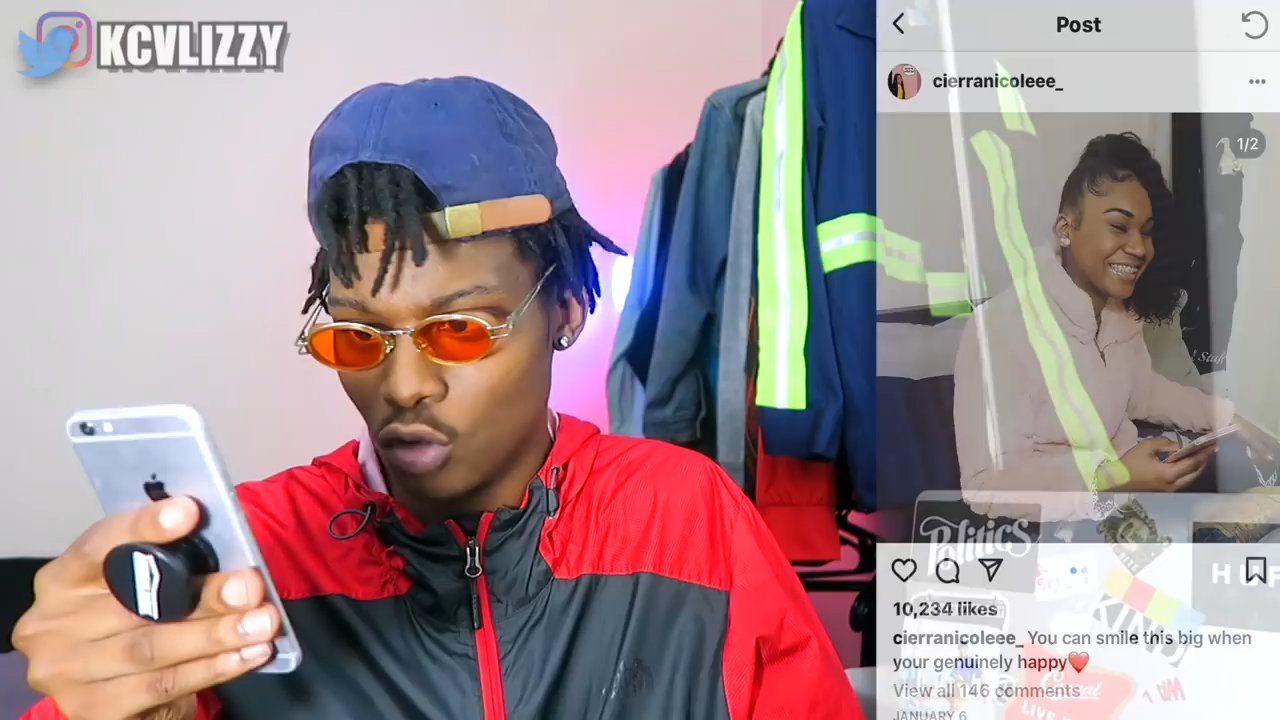 KCVLIZZY
Post
cierranicoleee_
1/2
Politics
10,234 likes
cierranicoleee_ You can smile this big when
your genuinely happy❤️
View all 146 comments
JANUARY 6